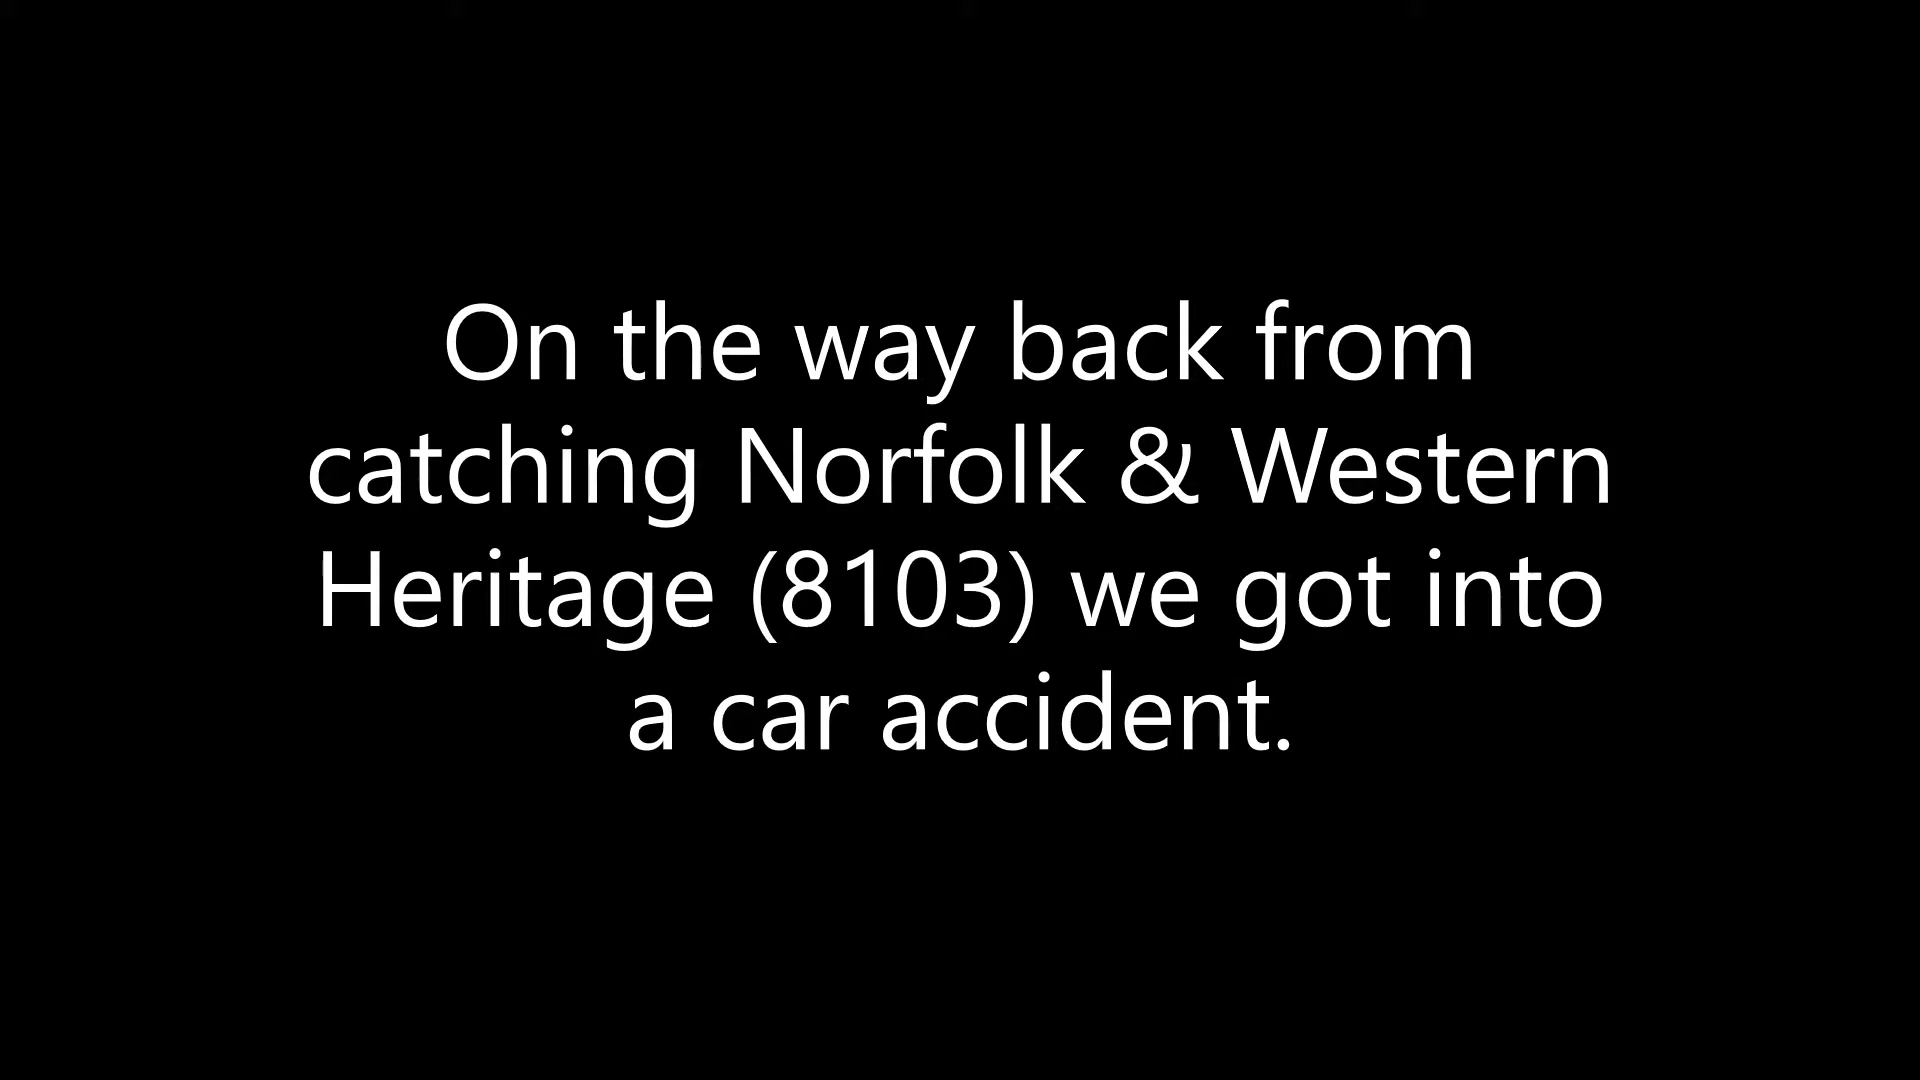 On the way back from
catching Norfolk & Western
Heritage (8103) we got into
a car accident.